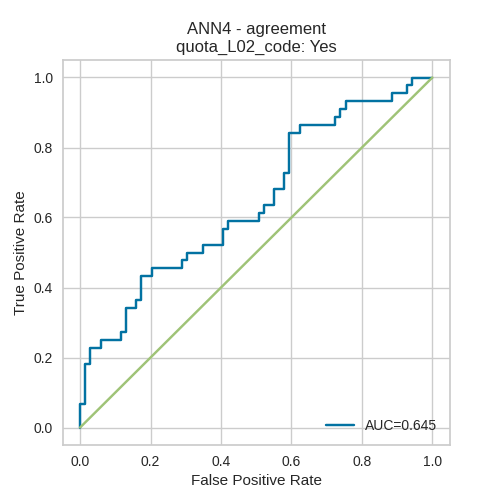 ANN4 - agreement
quota_L02_code: Yes
1.0
0.8
0.6
0.4
0.2
0.0
True Positive Rate
AUC=0.645
0.0 0.2 0.4 0.6 0.8 1.0
False Positive Rate